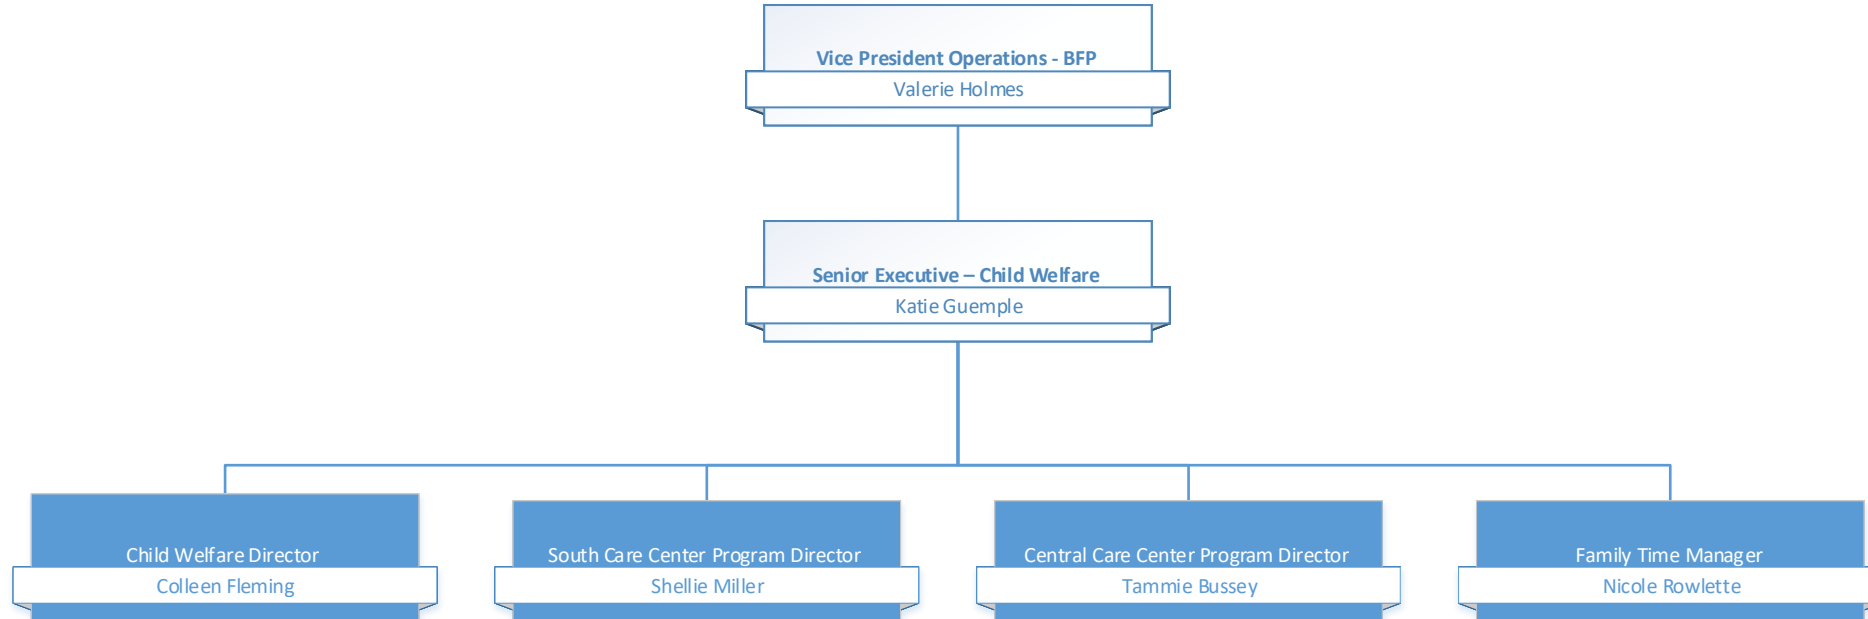 Vice President Operations - BFP
Valerie Holmes
Senior Executive – Child Welfare
Katie Guemple
Child Welfare Director
Colleen Fleming
South Care Center Program Director
Shellie Miller
Central Care Center Program Director
Tammie Bussey
Family Time Manager
Nicole Rowlette